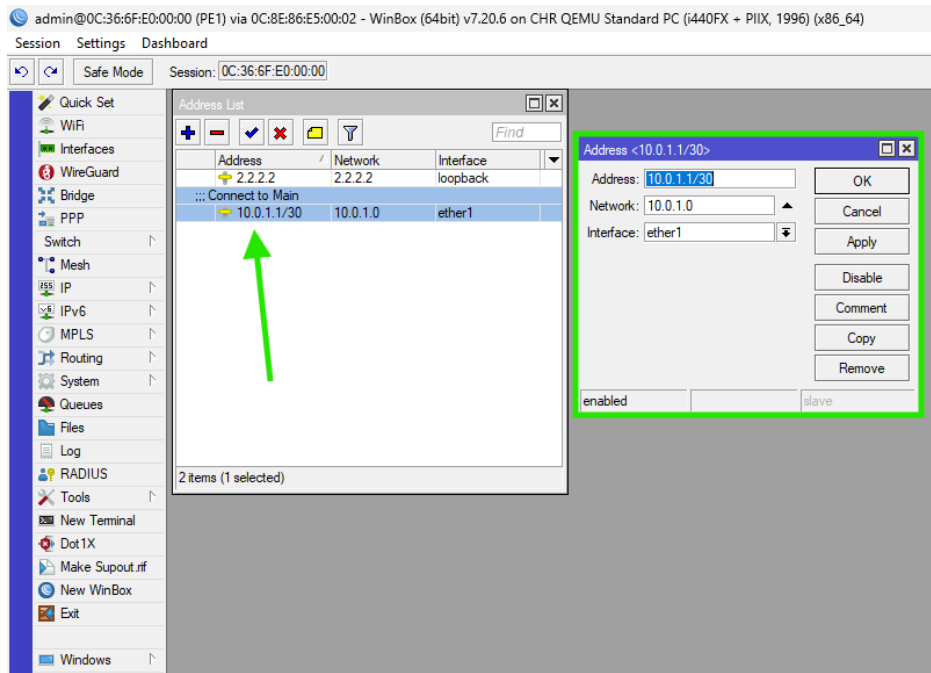 admin@0C:36:6F:E0:00:00 (PE1) via 0C:8E:86:E5:00:02 - WinBox (64bit) v7.20.6 on CHR QEMU Standard PC (i440FX + PIIX, 1996) (x86_64)
Session Settings Dashboard
Safe Mode Session: 0C:36:6F:E0:00:00
Quick Set
WiFi
Interfaces
WireGuard
Bridge
PPP
Switch
Mesh
IP
IPv6
MPLS
Routing
System
Queues
Files
Log
RADIUS
Tools
New Terminal
Dot1X
Make Supout.rif
New WinBox
Exit
Windows
Address List
Find
Address Network Interface
2.2.2.2 2.2.2.2 loopback
;;; Connect to Main
10.0.1.1/30 10.0.1.0 ether1
2 items (1 selected)
Address <10.0.1.1/30>
Address: 10.0.1.1/30
Network: 10.0.1.0
Interface: ether1
OK
Cancel
Apply
Disable
Comment
Copy
Remove
enabled slave